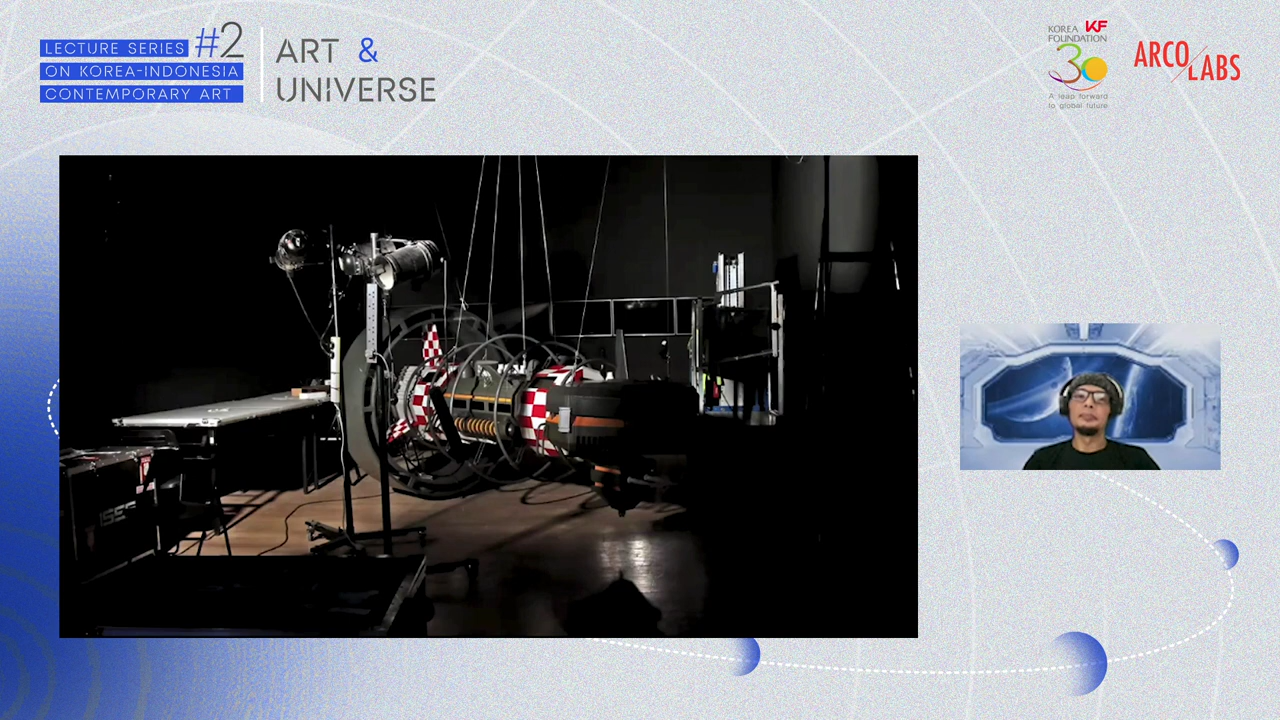 LECTURE SERIES #2
ON KOREA-INDONESIA
CONTEMPORARY ART
ART &
UNIVERSE
KOREA KF
FOUNDATION
30
A leap forward
to global future
ARCO
LABS